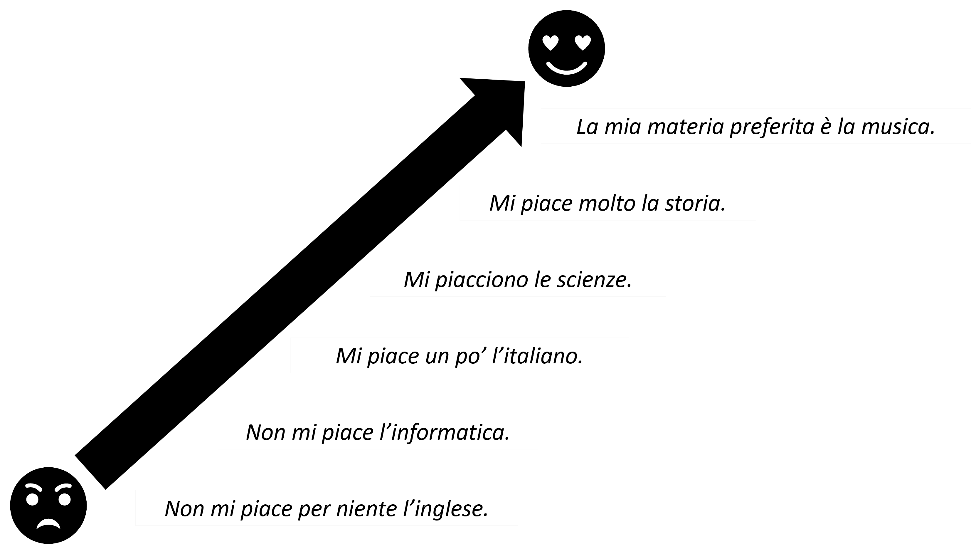 La mia materia preferita è la musica.
Mi piace molto la storia.
Mi piacciono le scienze.
Mi piace un po’ l’italiano.
Non mi piace l’informatica.
Non mi piace per niente l’inglese.